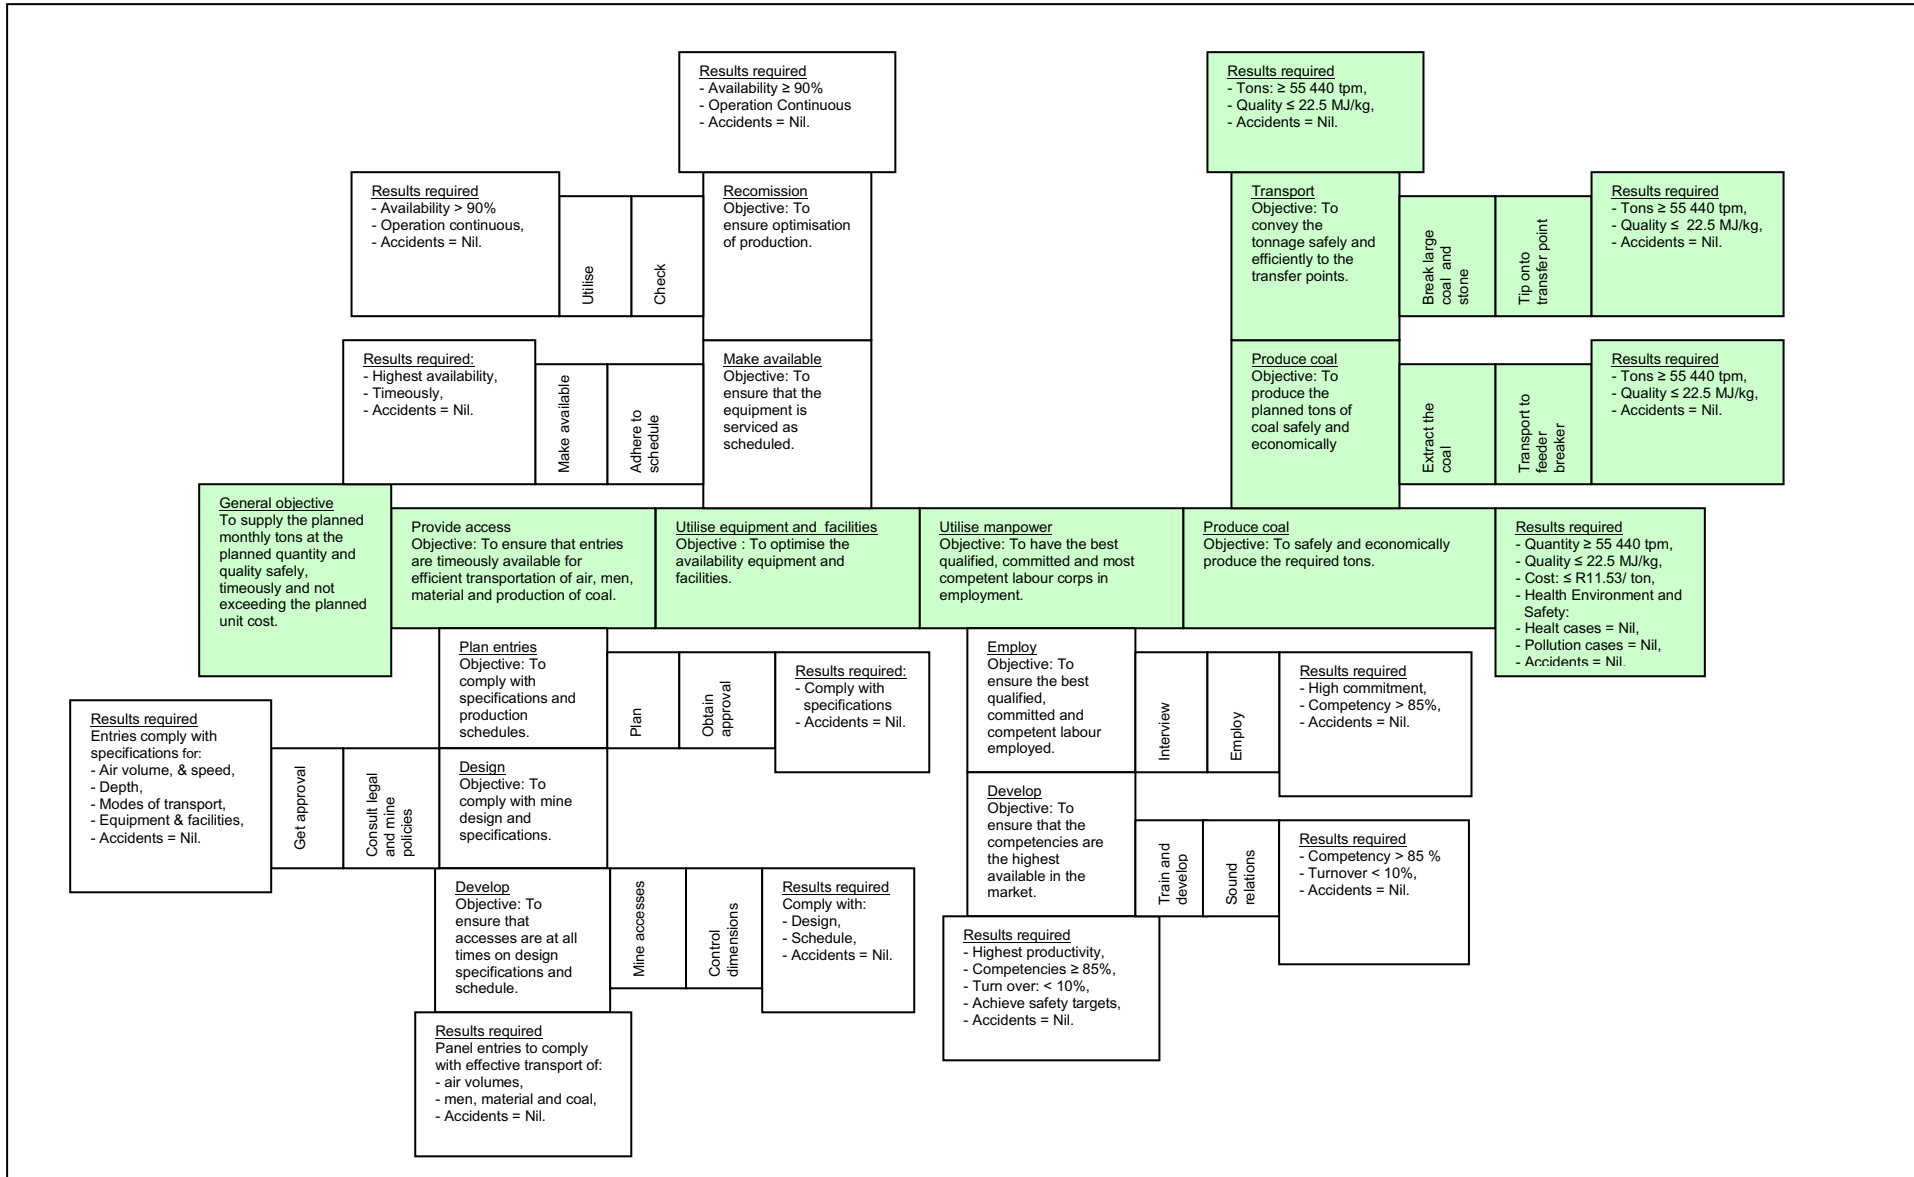 Results required
- Availability ≥ 90%
- Operation Continuous
- Accidents = Nil.
Results required
- Tons: ≥ 55 440 tpm,
- Quality ≤ 22.5 MJ/kg,
- Accidents = Nil.
Results required
- Availability > 90%
- Operation continuous,
- Accidents = Nil.
Utilise
Check
Recomission
Objective: To
ensure optimisation
of production.
Transport
Objective: To
convey the
tonnage safely and
efficiently to the
transfer points.
Break large
coal and
stone
Tip onto
transfer point
Results required
- Tons ≥ 55 440 tpm,
- Quality ≤ 22.5 MJ/kg,
- Accidents = Nil.
Results required:
- Highest availability,
- Timeously,
- Accidents = Nil.
Make available
Adhere to
schedule
Make available
Objective: To
ensure that the
equipment is
serviced as
scheduled.
Produce coal
Objective: To
produce the
planned tons of
coal safely and
economically
Extract the
coal
Transport to
feeder
breaker
Results required
- Tons ≥ 55 440 tpm,
- Quality ≤ 22.5 MJ/kg,
- Accidents = Nil.
General objective
To supply the planned
monthly tons at the
planned quantity and
quality safely,
timeously and not
exceeding the planned
unit cost.
Provide access
Objective: To ensure that entries
are timeously available for
efficient transportation of air, men,
material and production of coal.
Utilise equipment and facilities
Objective : To optimise the
availability equipment and
facilities.
Utilise manpower
Objective: To have the best
qualified, committed and most
competent labour corps in
employment.
Produce coal
Objective: To safely and economically
produce the required tons.
Results required
- Quantity ≥ 55 440 tpm,
- Quality ≤ 22.5 MJ/kg,
- Cost: ≤ R11.53/ ton,
- Health Environment and
Safety:
- Healt cases = Nil,
- Pollution cases = Nil,
- Accidents = Nil.
Plan entries
Objective: To
comply with
specifications and
production
schedules.
Plan
Obtain
approval
Results required:
- Comply with
specifications
- Accidents = Nil.
Employ
Objective: To
ensure the best
qualified,
committed and
competent labour
employed.
Interview
Employ
Results required
- High commitment,
- Competency > 85%,
- Accidents = Nil.
Results required
Entries comply with
specifications for:
- Air volume, & speed,
- Depth,
- Modes of transport,
- Equipment & facilities,
- Accidents = Nil.
Get approval
Consult legal
and mine
policies
Design
Objective: To
comply with mine
design and
specifications.
Develop
Objective: To
ensure that the
competencies are
the highest
available in the
market.
Train and
develop
Sound
relations
Results required
- Competency > 85 %
- Turnover < 10%,
- Accidents = Nil.
Develop
Objective: To
ensure that
accesses are at all
times on design
specifications and
schedule.
Mine accesses
Control
dimensions
Results required
Comply with:
- Design,
- Schedule,
- Accidents = Nil.
Results required
- Highest productivity,
- Competencies ≥ 85%,
- Turn over: < 10%,
- Achieve safety targets,
- Accidents = Nil.
Results required
Panel entries to comply
with effective transport of:
- air volumes,
- men, material and coal,
- Accidents = Nil.